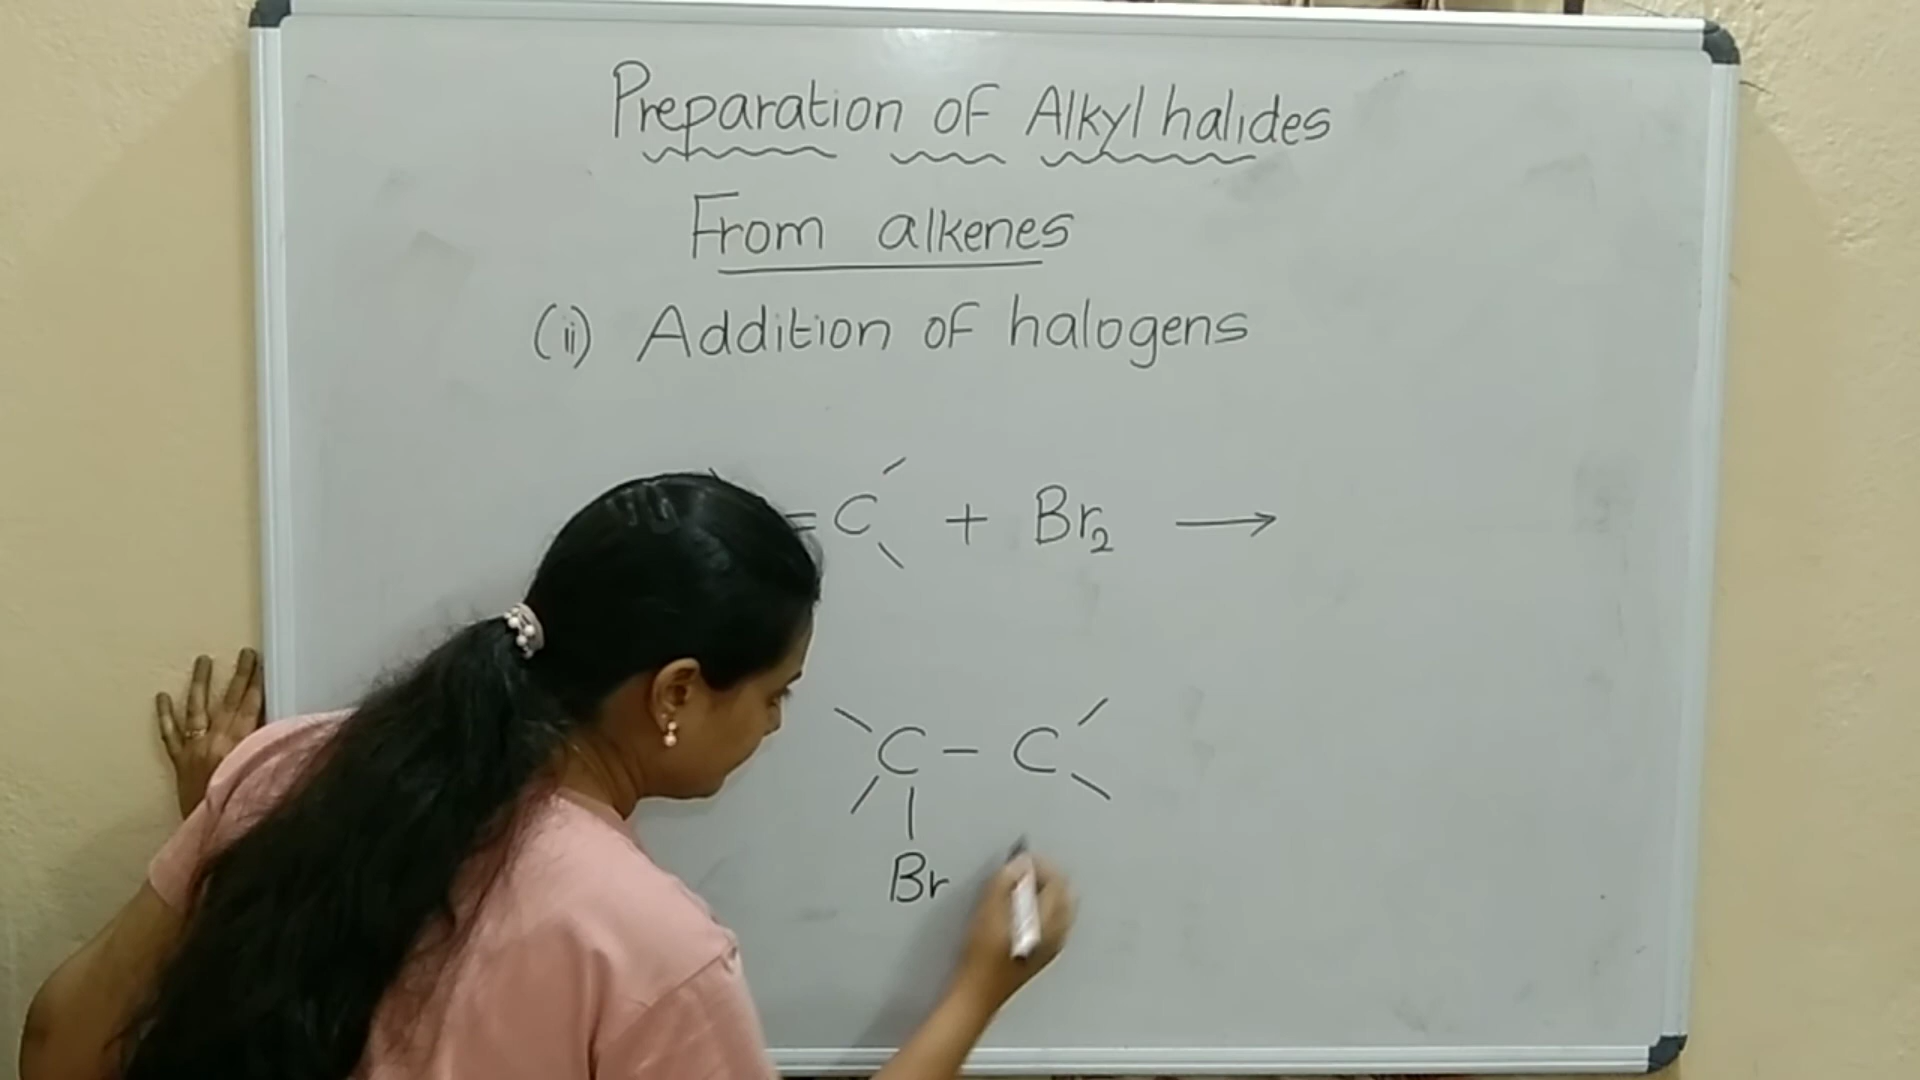 Preparation of Alkyl halides
From alkenes
(ii) Addition of halogens
= C + Br₂ ⟶
C – C
Br